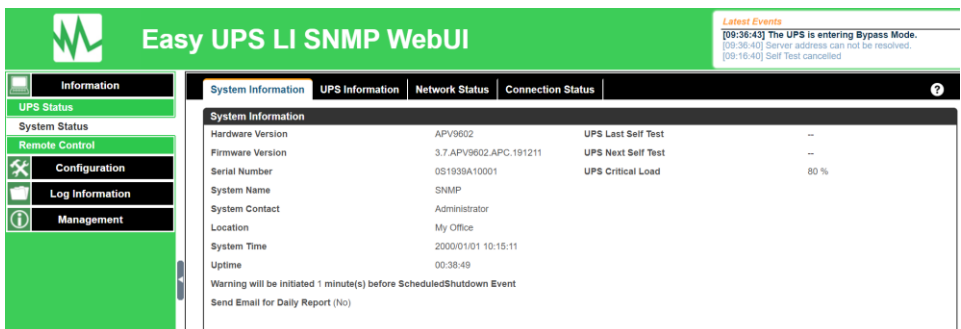 Easy UPS LI SNMP WebUI
Latest Events
[09:36:43] The UPS is entering Bypass Mode.
[09:36:40] Server address can not be resolved.
[09:16:40] Self Test cancelled
Information
UPS Status
System Status
Remote Control
Configuration
Log Information
Management
System Information UPS Information Network Status Connection Status ?
System Information
Hardware Version APV9602 UPS Last Self Test --
Firmware Version 3.7.APV9602.APC.191211 UPS Next Self Test --
Serial Number 0S1939A10001 UPS Critical Load 80 %
System Name SNMP
System Contact Administrator
Location My Office
System Time 2000/01/01 10:15:11
Uptime 00:38:49
Warning will be initiated 1 minute(s) before ScheduledShutdown Event
Send Email for Daily Report (No)